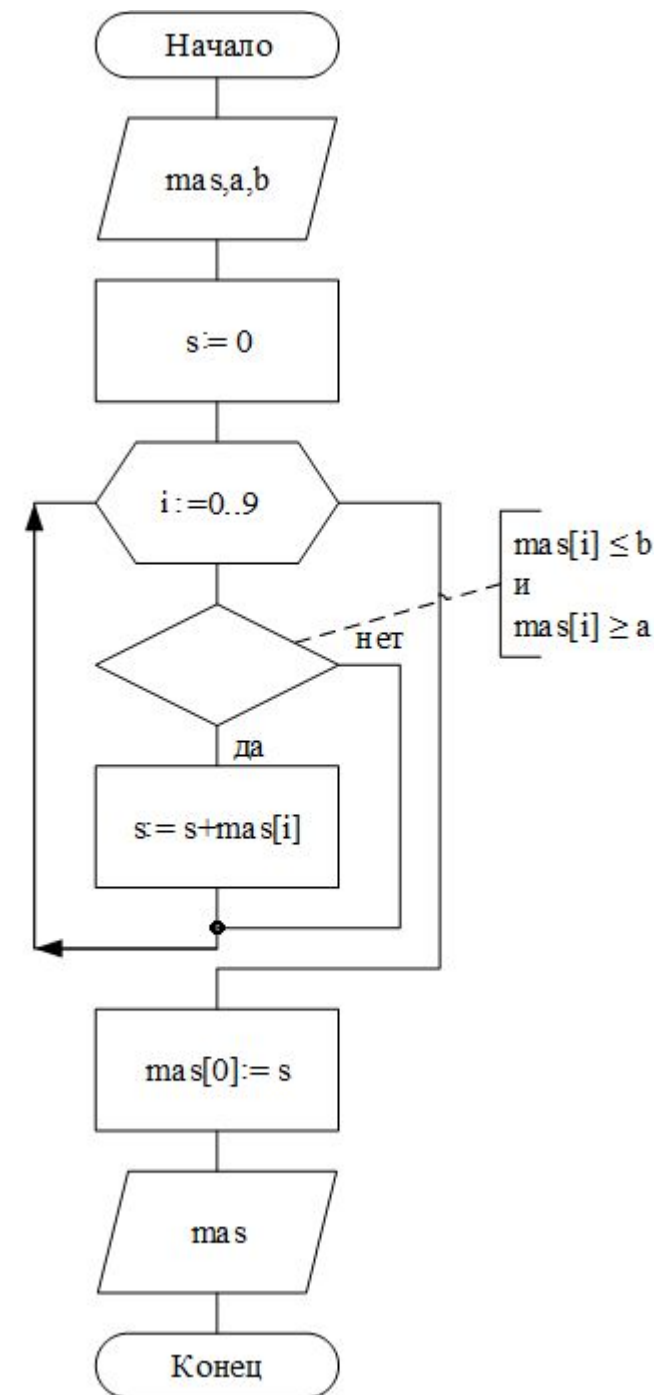 Начало
mas,a,b
s:= 0
i :=0..9
mas[i] ≤ b
и
mas[i] ≥ a
нет
да
s:= s+mas[i]
mas[0]:= s
mas
Конец